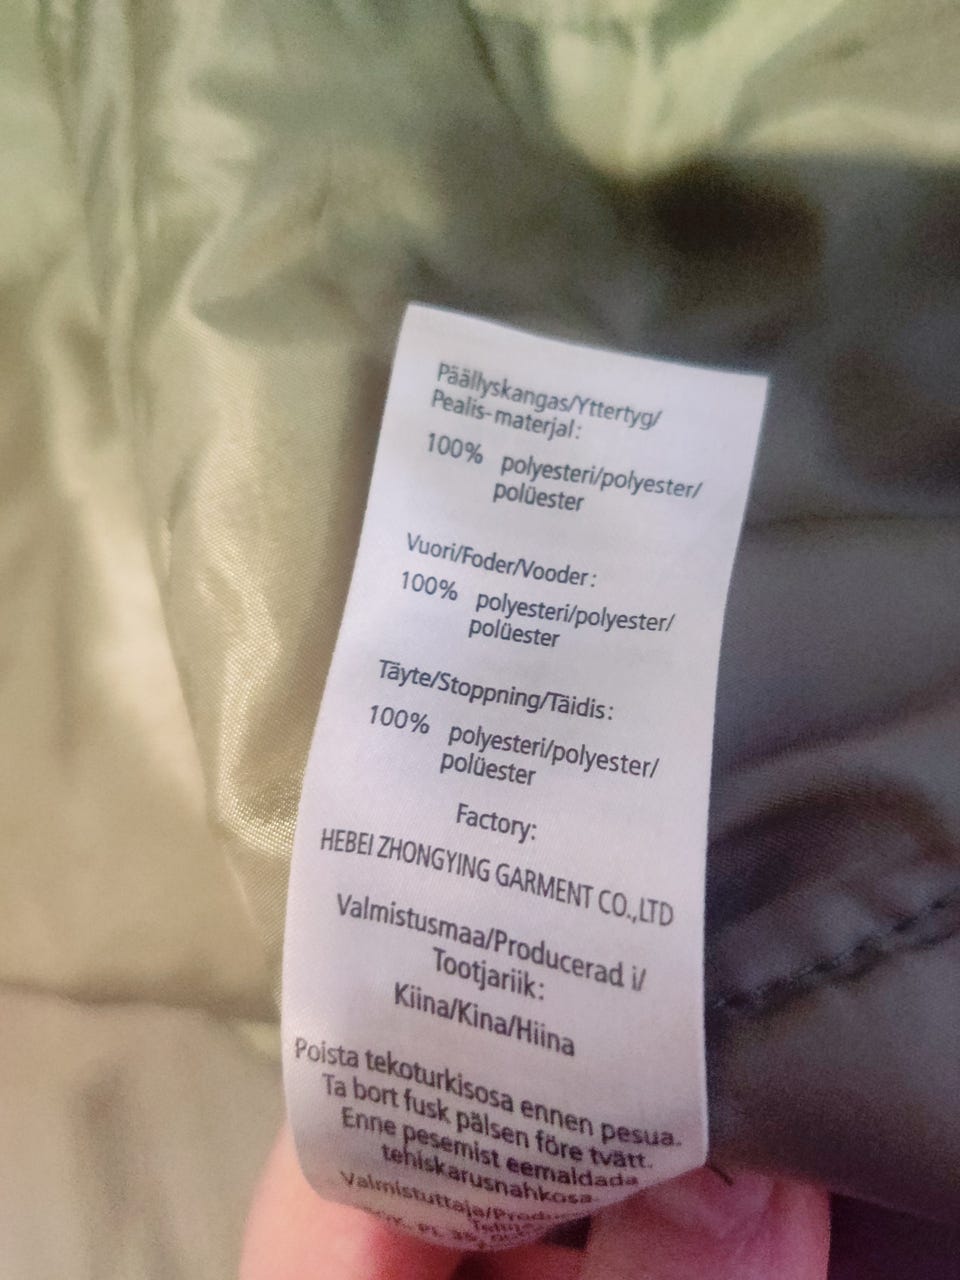 Päällyskangas/Yttertyg/
Pealis-materjal:
100% polyesteri/polyester/
polüester
Vuori/Foder/Vooder:
100% polyesteri/polyester/
polüester
Täyte/Stoppning/Täidis:
100% polyesteri/polyester/
polüester
Factory:
HEBEI ZHONGYING GARMENT CO.,LTD
Valmistusmaa/Producerad i/
Tootjariik:
Kiina/Kina/Hiina
Poista tekoturkisosa ennen pesua.
Ta bort fusk pälsen före tvätt.
Enne pesemist eemaldada
tehiskarusnahkosa.
Valmistuttaja/